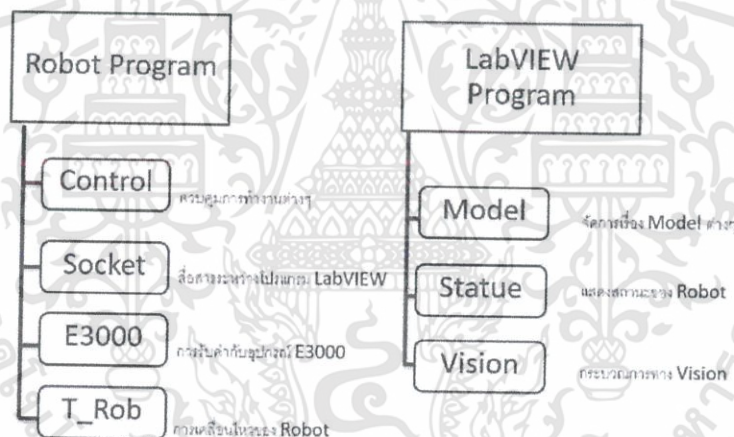 Robot Program
Control
ควบคุมการทำงานต่างๆ
Socket
สื่อสารระหว่างโปรแกรม LabVIEW
E3000
การรับค่ากับอุปกรณ์ E3000
T_Rob
การเคลื่อนไหวของ Robot
LabVIEW
Program
Model
จัดการเรื่อง Model ต่างๆ
Statue
แสดงสถานะของ Robot
Vision
กระบวนการทาง Vision